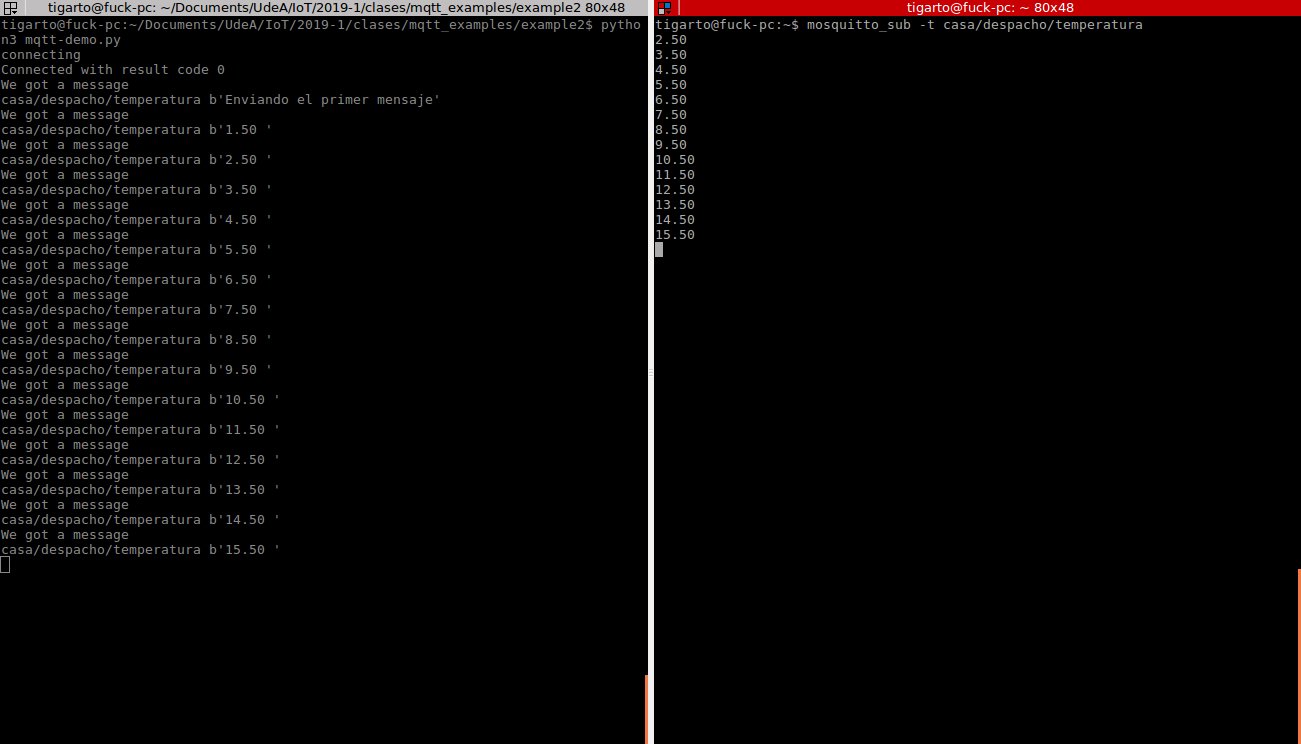 tigarto@fuck-pc: ~/Documents/UdeA/IoT/2019-1/clases/mqtt_examples/example2 80x48
tigarto@fuck-pc:~/Documents/UdeA/IoT/2019-1/clases/mqtt_examples/example2$ pytho
n3 mqtt-demo.py
connecting
Connected with result code 0
We got a message
casa/despacho/temperatura b'Enviando el primer mensaje'
We got a message
casa/despacho/temperatura b'1.50 '
We got a message
casa/despacho/temperatura b'2.50 '
We got a message
casa/despacho/temperatura b'3.50 '
We got a message
casa/despacho/temperatura b'4.50 '
We got a message
casa/despacho/temperatura b'5.50 '
We got a message
casa/despacho/temperatura b'6.50 '
We got a message
casa/despacho/temperatura b'7.50 '
We got a message
casa/despacho/temperatura b'8.50 '
We got a message
casa/despacho/temperatura b'9.50 '
We got a message
casa/despacho/temperatura b'10.50 '
We got a message
casa/despacho/temperatura b'11.50 '
We got a message
casa/despacho/temperatura b'12.50 '
We got a message
casa/despacho/temperatura b'13.50 '
We got a message
casa/despacho/temperatura b'14.50 '
We got a message
casa/despacho/temperatura b'15.50 '
tigarto@fuck-pc: ~ 80x48
tigarto@fuck-pc:~$ mosquitto_sub -t casa/despacho/temperatura
2.50
3.50
4.50
5.50
6.50
7.50
8.50
9.50
10.50
11.50
12.50
13.50
14.50
15.50